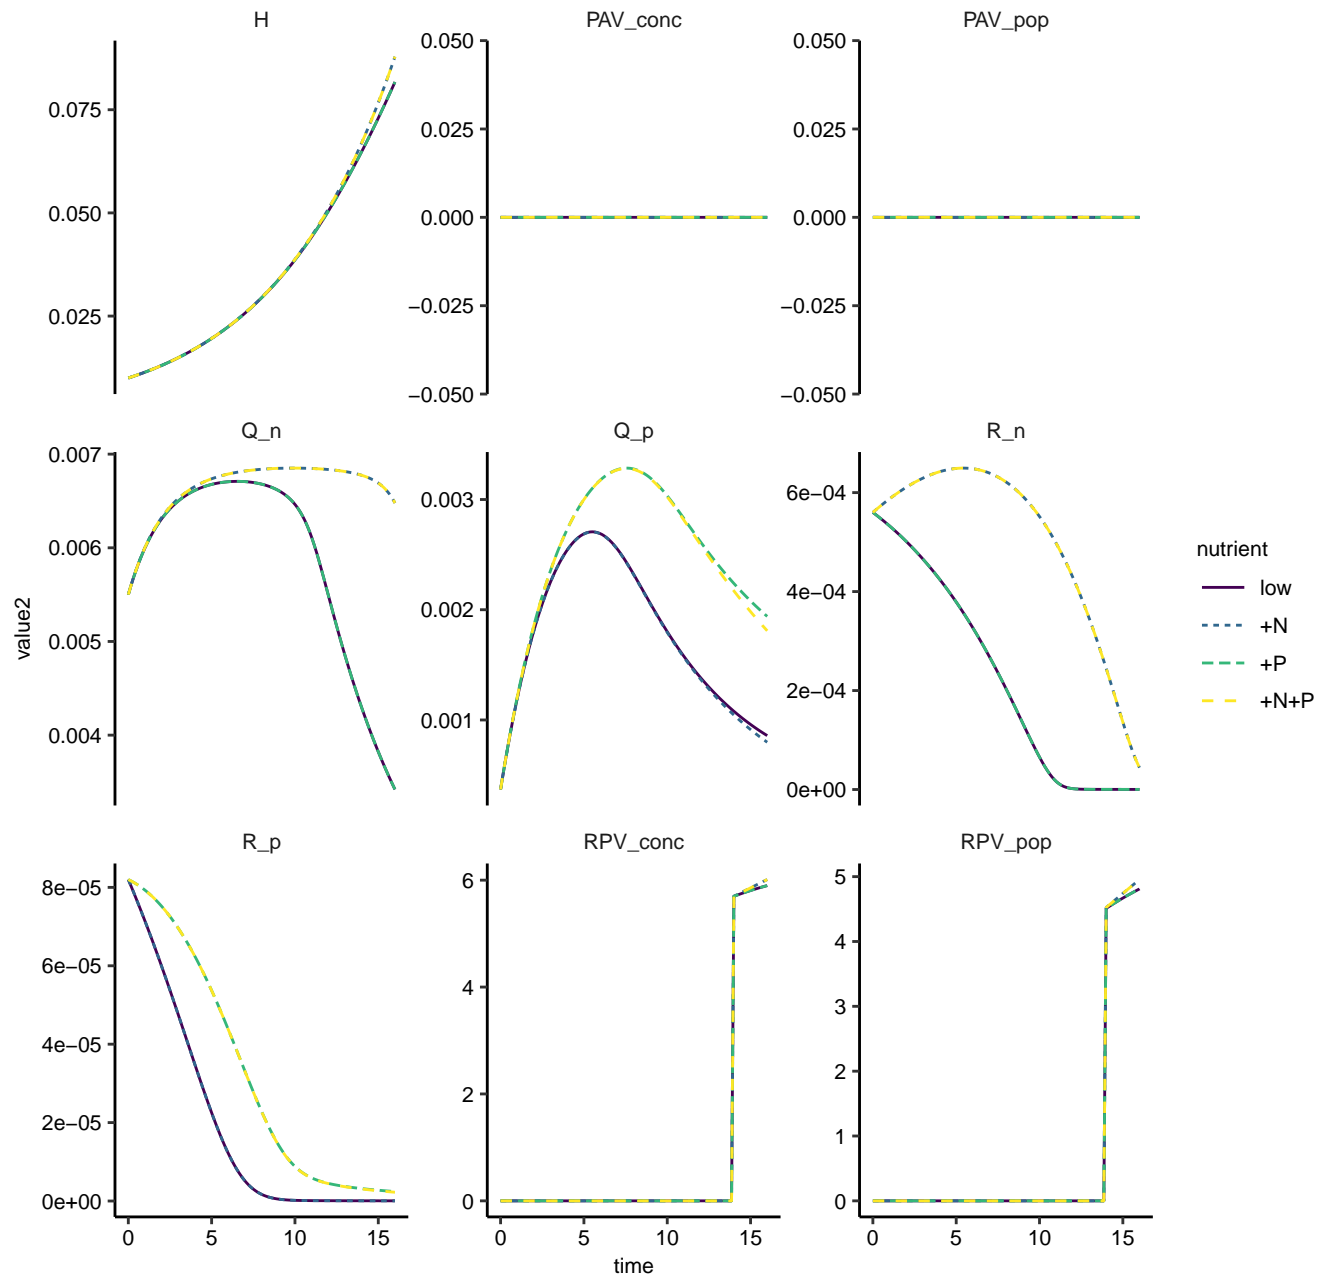 H
PAV_conc
PAV_pop
0.075
0.050
0.025
0.050
0.025
0.000
−0.025
−0.050
0.050
0.025
0.000
−0.025
−0.050
Q_n
Q_p
R_n
0.007
0.006
0.005
0.004
0.003
0.002
0.001
6e−04
4e−04
2e−04
0e+00
R_p
RPV_conc
RPV_pop
8e−05
6e−05
4e−05
2e−05
0e+00
6
4
2
0
5
4
3
2
1
0
0 5 10 15
0 5 10 15
0 5 10 15
time
value2
nutrient
low
+N
+P
+N+P